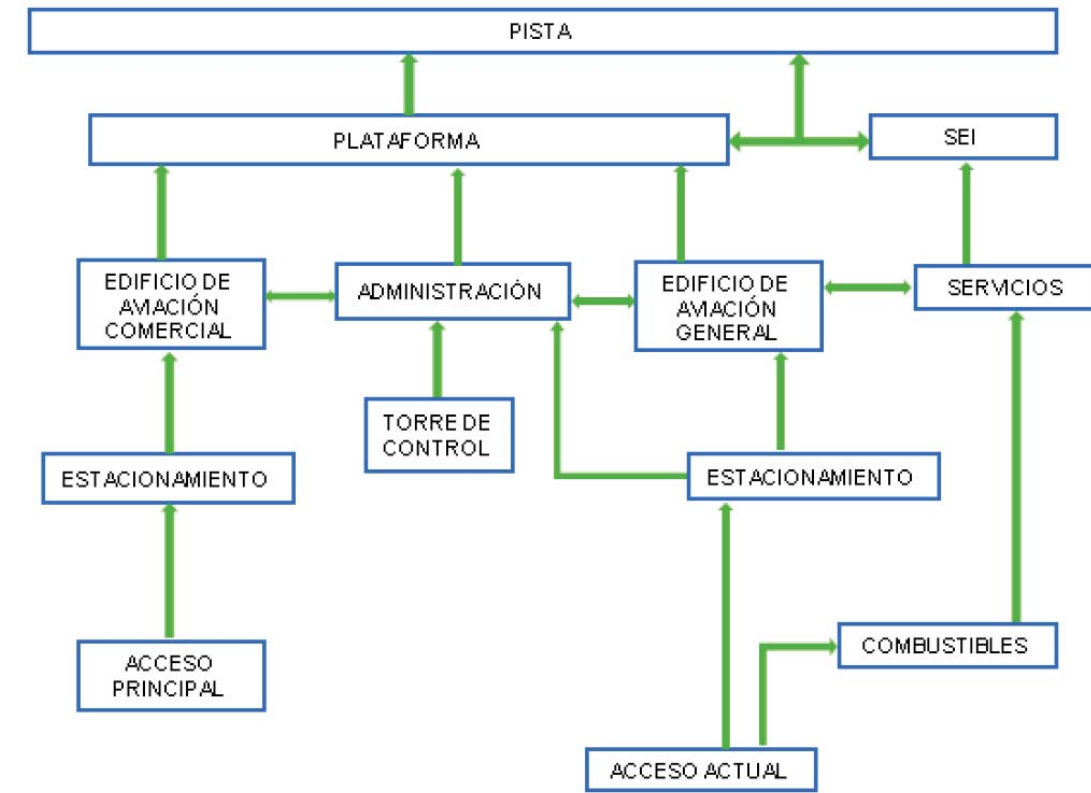 PISTA
PLATAFORMA
SEI
EDIFICIO DE
AVIACIÓN
COMERCIAL
ADMINISTRACIÓN
EDIFICIO DE
AVIACIÓN
GENERAL
SERVICIOS
TORRE DE
CONTROL
ESTACIONAMIENTO
ESTACIONAMIENTO
ACCESO
PRINCIPAL
COMBUSTIBLES
ACCESO ACTUAL